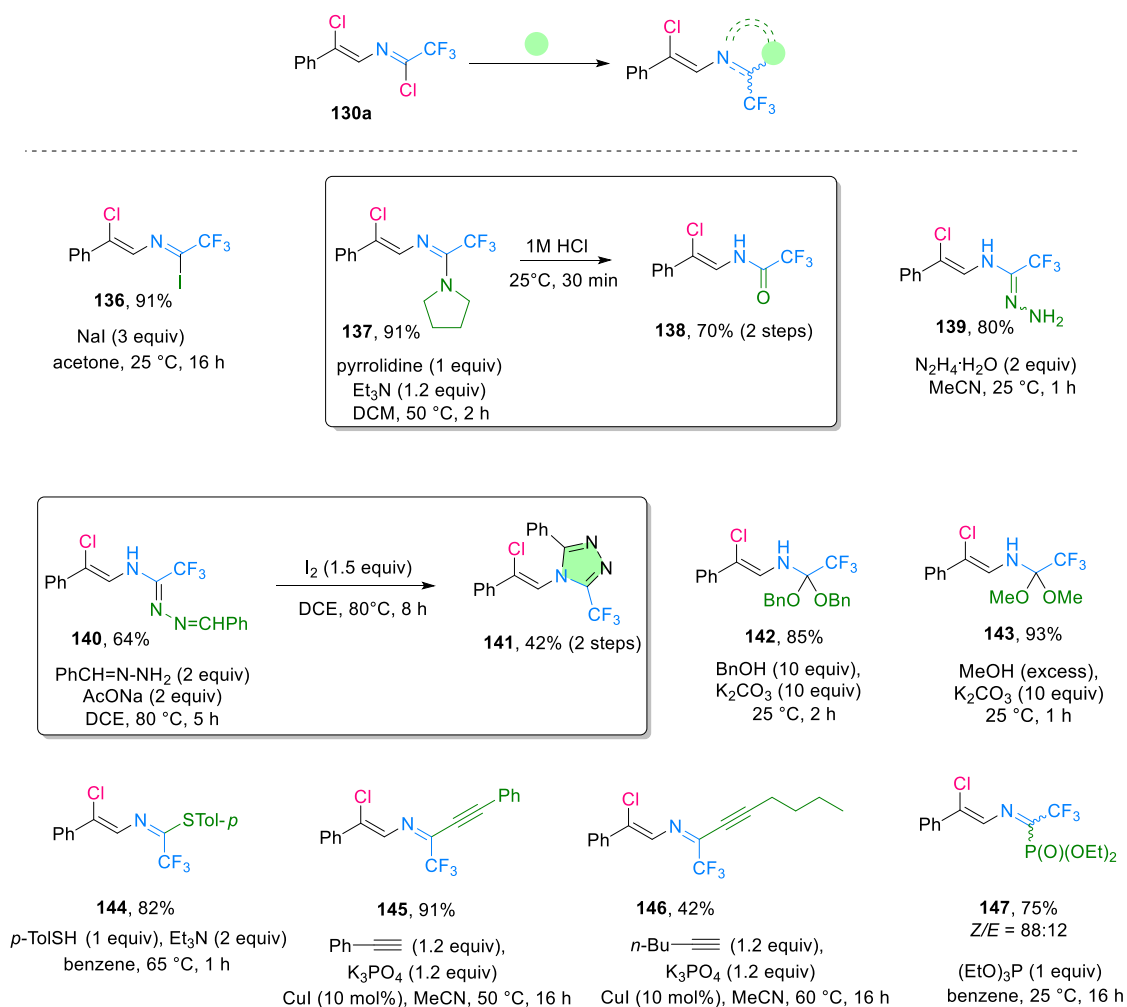 Cl
N
CF3
Ph
Cl
130a
Cl
N
Ph
CF3
Cl
N
CF3
Ph
I
136, 91%
NaI (3 equiv)
acetone, 25 °C, 16 h
Cl
N
CF3
Ph
N
137, 91%
pyrrolidine (1 equiv)
Et3N (1.2 equiv)
DCM, 50 °C, 2 h
1M HCl
25°C, 30 min
Cl
H
N
CF3
Ph
O
138, 70% (2 steps)
Cl
H
N
CF3
Ph
N
NH2
139, 80%
N2H4·H2O (2 equiv)
MeCN, 25 °C, 1 h
Cl
H
N
CF3
Ph
N
N=CHPh
140, 64%
PhCH=N-NH2 (2 equiv)
AcONa (2 equiv)
DCE, 80 °C, 5 h
I2 (1.5 equiv)
DCE, 80°C, 8 h
Ph
N
Cl
N
Ph
N
CF3
141, 42% (2 steps)
Cl
NH
CF3
Ph
BnO OBn
142, 85%
BnOH (10 equiv),
K2CO3 (10 equiv)
25 °C, 2 h
Cl
NH
CF3
Ph
MeO OMe
143, 93%
MeOH (excess),
K2CO3 (10 equiv)
25 °C, 1 h
Cl
N
STol-p
Ph
CF3
144, 82%
p-TolSH (1 equiv), Et3N (2 equiv)
benzene, 65 °C, 1 h
Cl
Ph
N
Ph
CF3
145, 91%
Ph (1.2 equiv),
K3PO4 (1.2 equiv)
CuI (10 mol%), MeCN, 50 °C, 16 h
Cl
N
Ph
CF3
146, 42%
n-Bu (1.2 equiv),
K3PO4 (1.2 equiv)
CuI (10 mol%), MeCN, 60 °C, 16 h
Cl
N
CF3
Ph
P(O)(OEt)2
147, 75%
Z/E = 88:12
(EtO)3P (1 equiv)
benzene, 25 °C, 16 h